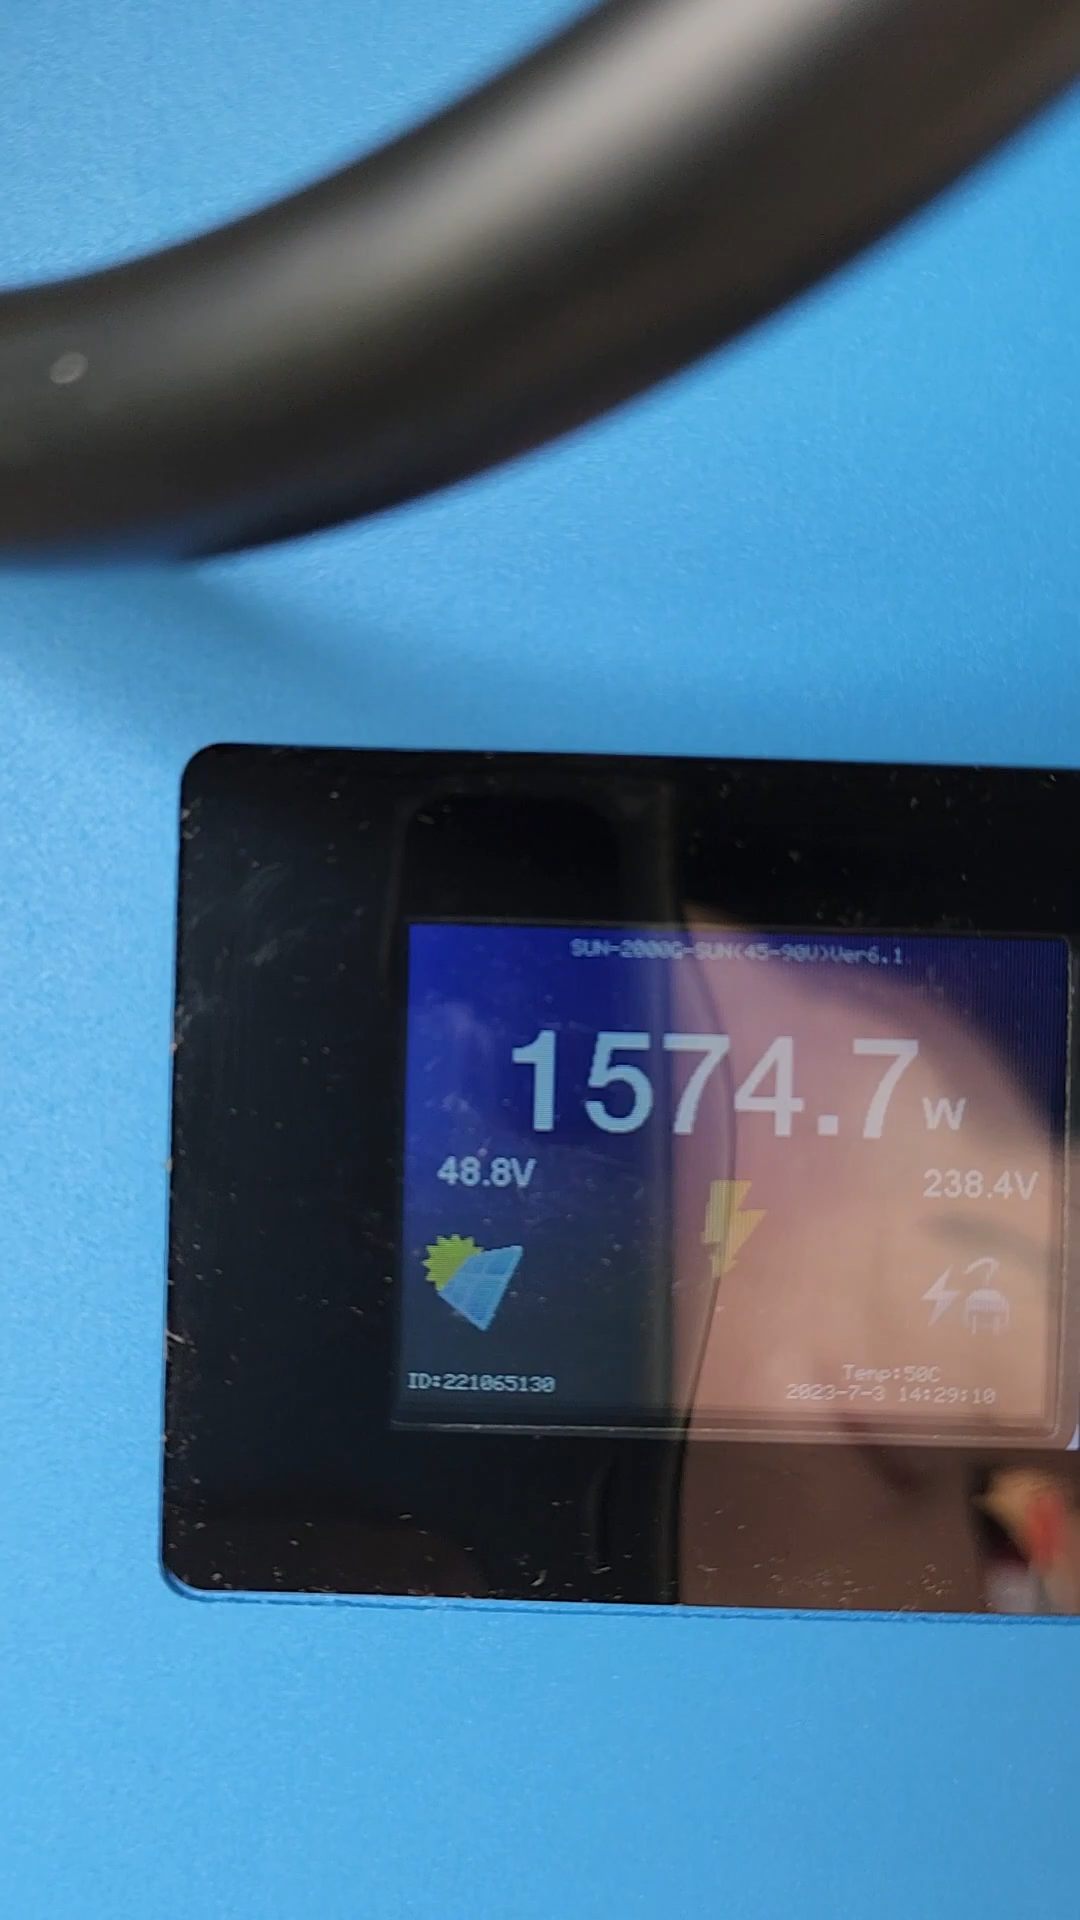 SUN-2000G-SUN(45-90V)Ver6.1
1574.7W
48.8V
238.4V
ID:221065130
Temp:50C
2023-7-3 14:29:10